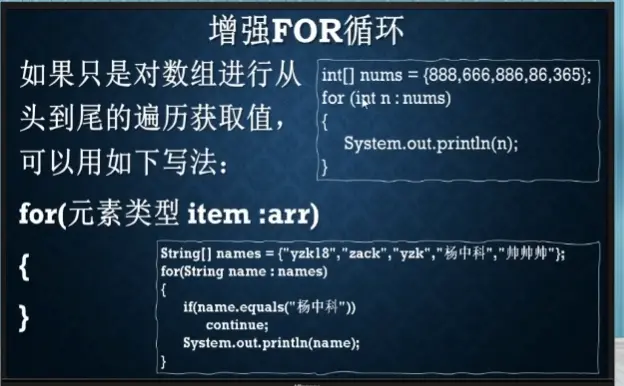 增强FOR循环
如果只是对数组进行从
头到尾的遍历获取值，
可以用如下写法：
for(元素类型 item :arr)
{
}
int[] nums = {888,666,886,86,365};
for (int n : nums)
{
System.out.println(n);
}
String[] names = {"yzk18","zack","yzk","杨中科","帅帅帅"};
for(String name : names)
{
if(name.equals("杨中科"))
continue;
System.out.println(name);
}